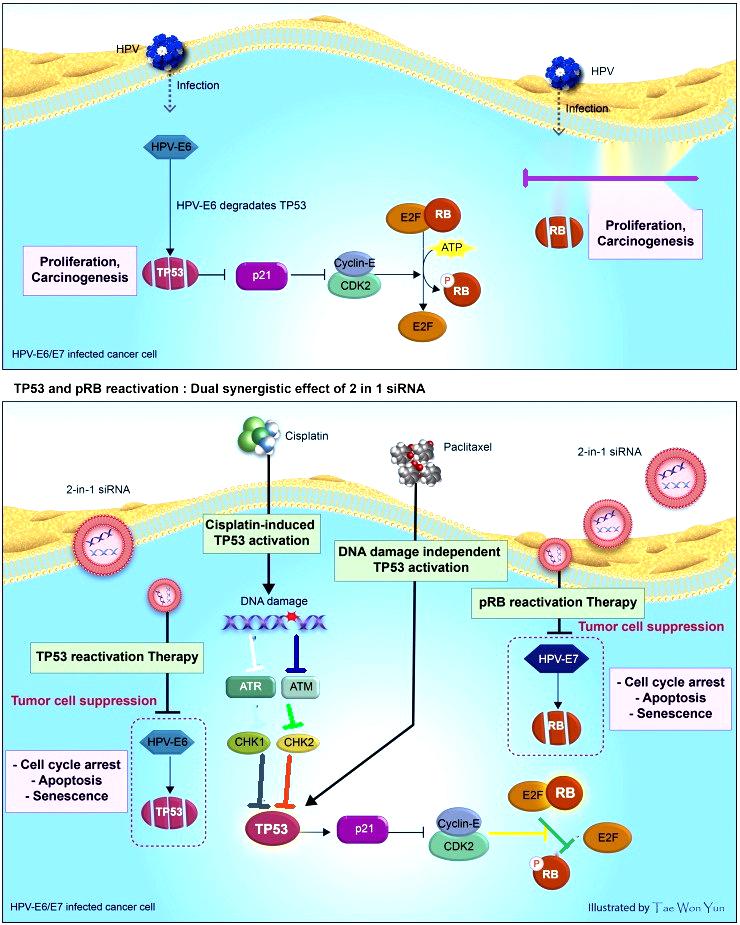 HPV
Infection
HPV
Infection
HPV-E6
HPV-E6 degrades TP53
Proliferation,
Carcinogenesis
TP53
p21
Cyclin-E
CDK2
E2F
RB
ATP
P
RB
E2F
RB
Proliferation,
Carcinogenesis
HPV-E6/E7 infected cancer cell
TP53 and pRB reactivation : Dual synergistic effect of 2 in 1 siRNA
Cisplatin
Paclitaxel
2-in-1 siRNA
2-in-1 siRNA
Cisplatin-induced
TP53 activation
DNA damage independent
TP53 activation
pRB reactivation Therapy
Tumor cell suppression
DNA damage
TP53 reactivation Therapy
Tumor cell suppression
ATR
ATM
HPV-E7
RB
- Cell cycle arrest
- Apoptosis
- Senescence
HPV-E6
TP53
- Cell cycle arrest
- Apoptosis
- Senescence
CHK1
CHK2
TP53
p21
Cyclin-E
CDK2
E2F
RB
E2F
P
RB
HPV-E6/E7 infected cancer cell
Illustrated by Tae Won Yun